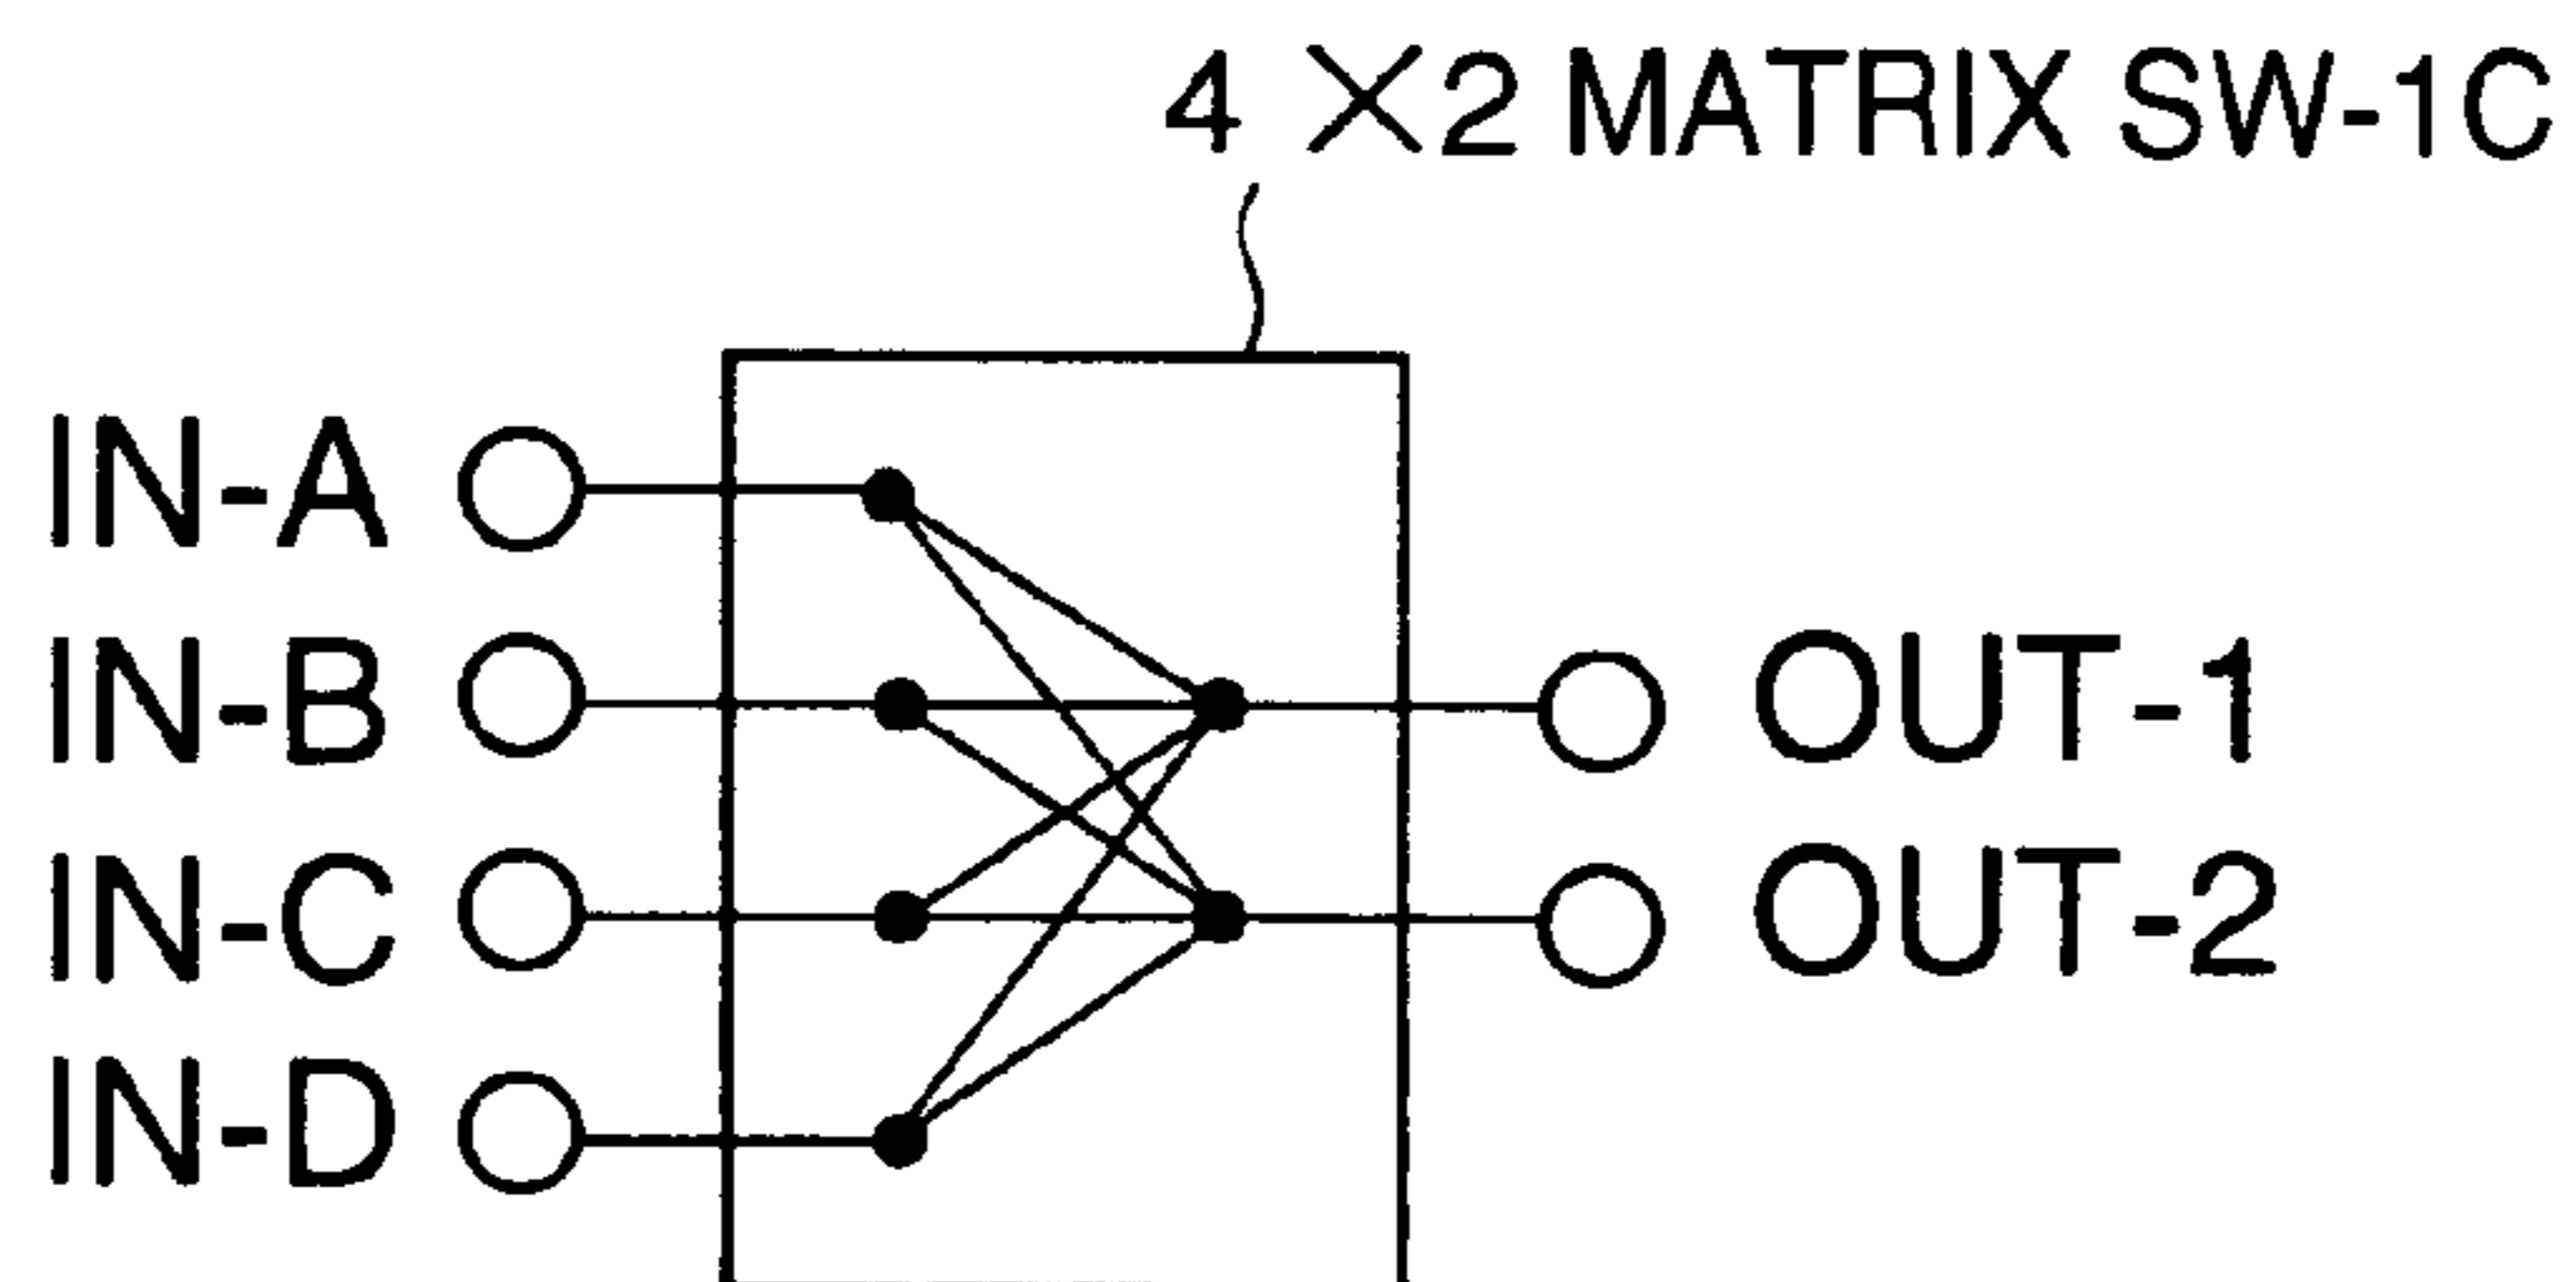 4 ×2 MATRIX SW-1C
IN-A
IN-B
OUT-1
IN-C
OUT-2
IN-D